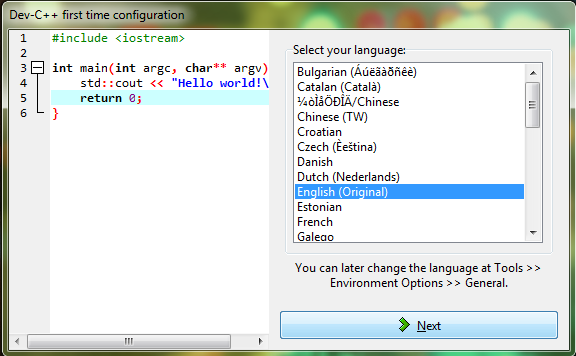 Dev-C++ first time configuration
1 #include <iostream>
2
3 int main(int argc, char** argv)
4 std::cout << "Hello world!\
5 return 0;
6 }
Select your language:
Bulgarian (Áúëãàðñêè)
Catalan (Català)
¼òÌåÖÐÎÄ/Chinese
Chinese (TW)
Croatian
Czech (Èeština)
Danish
Dutch (Nederlands)
English (Original)
Estonian
French
Galego
You can later change the language at Tools >>
Environment Options >> General.
Next